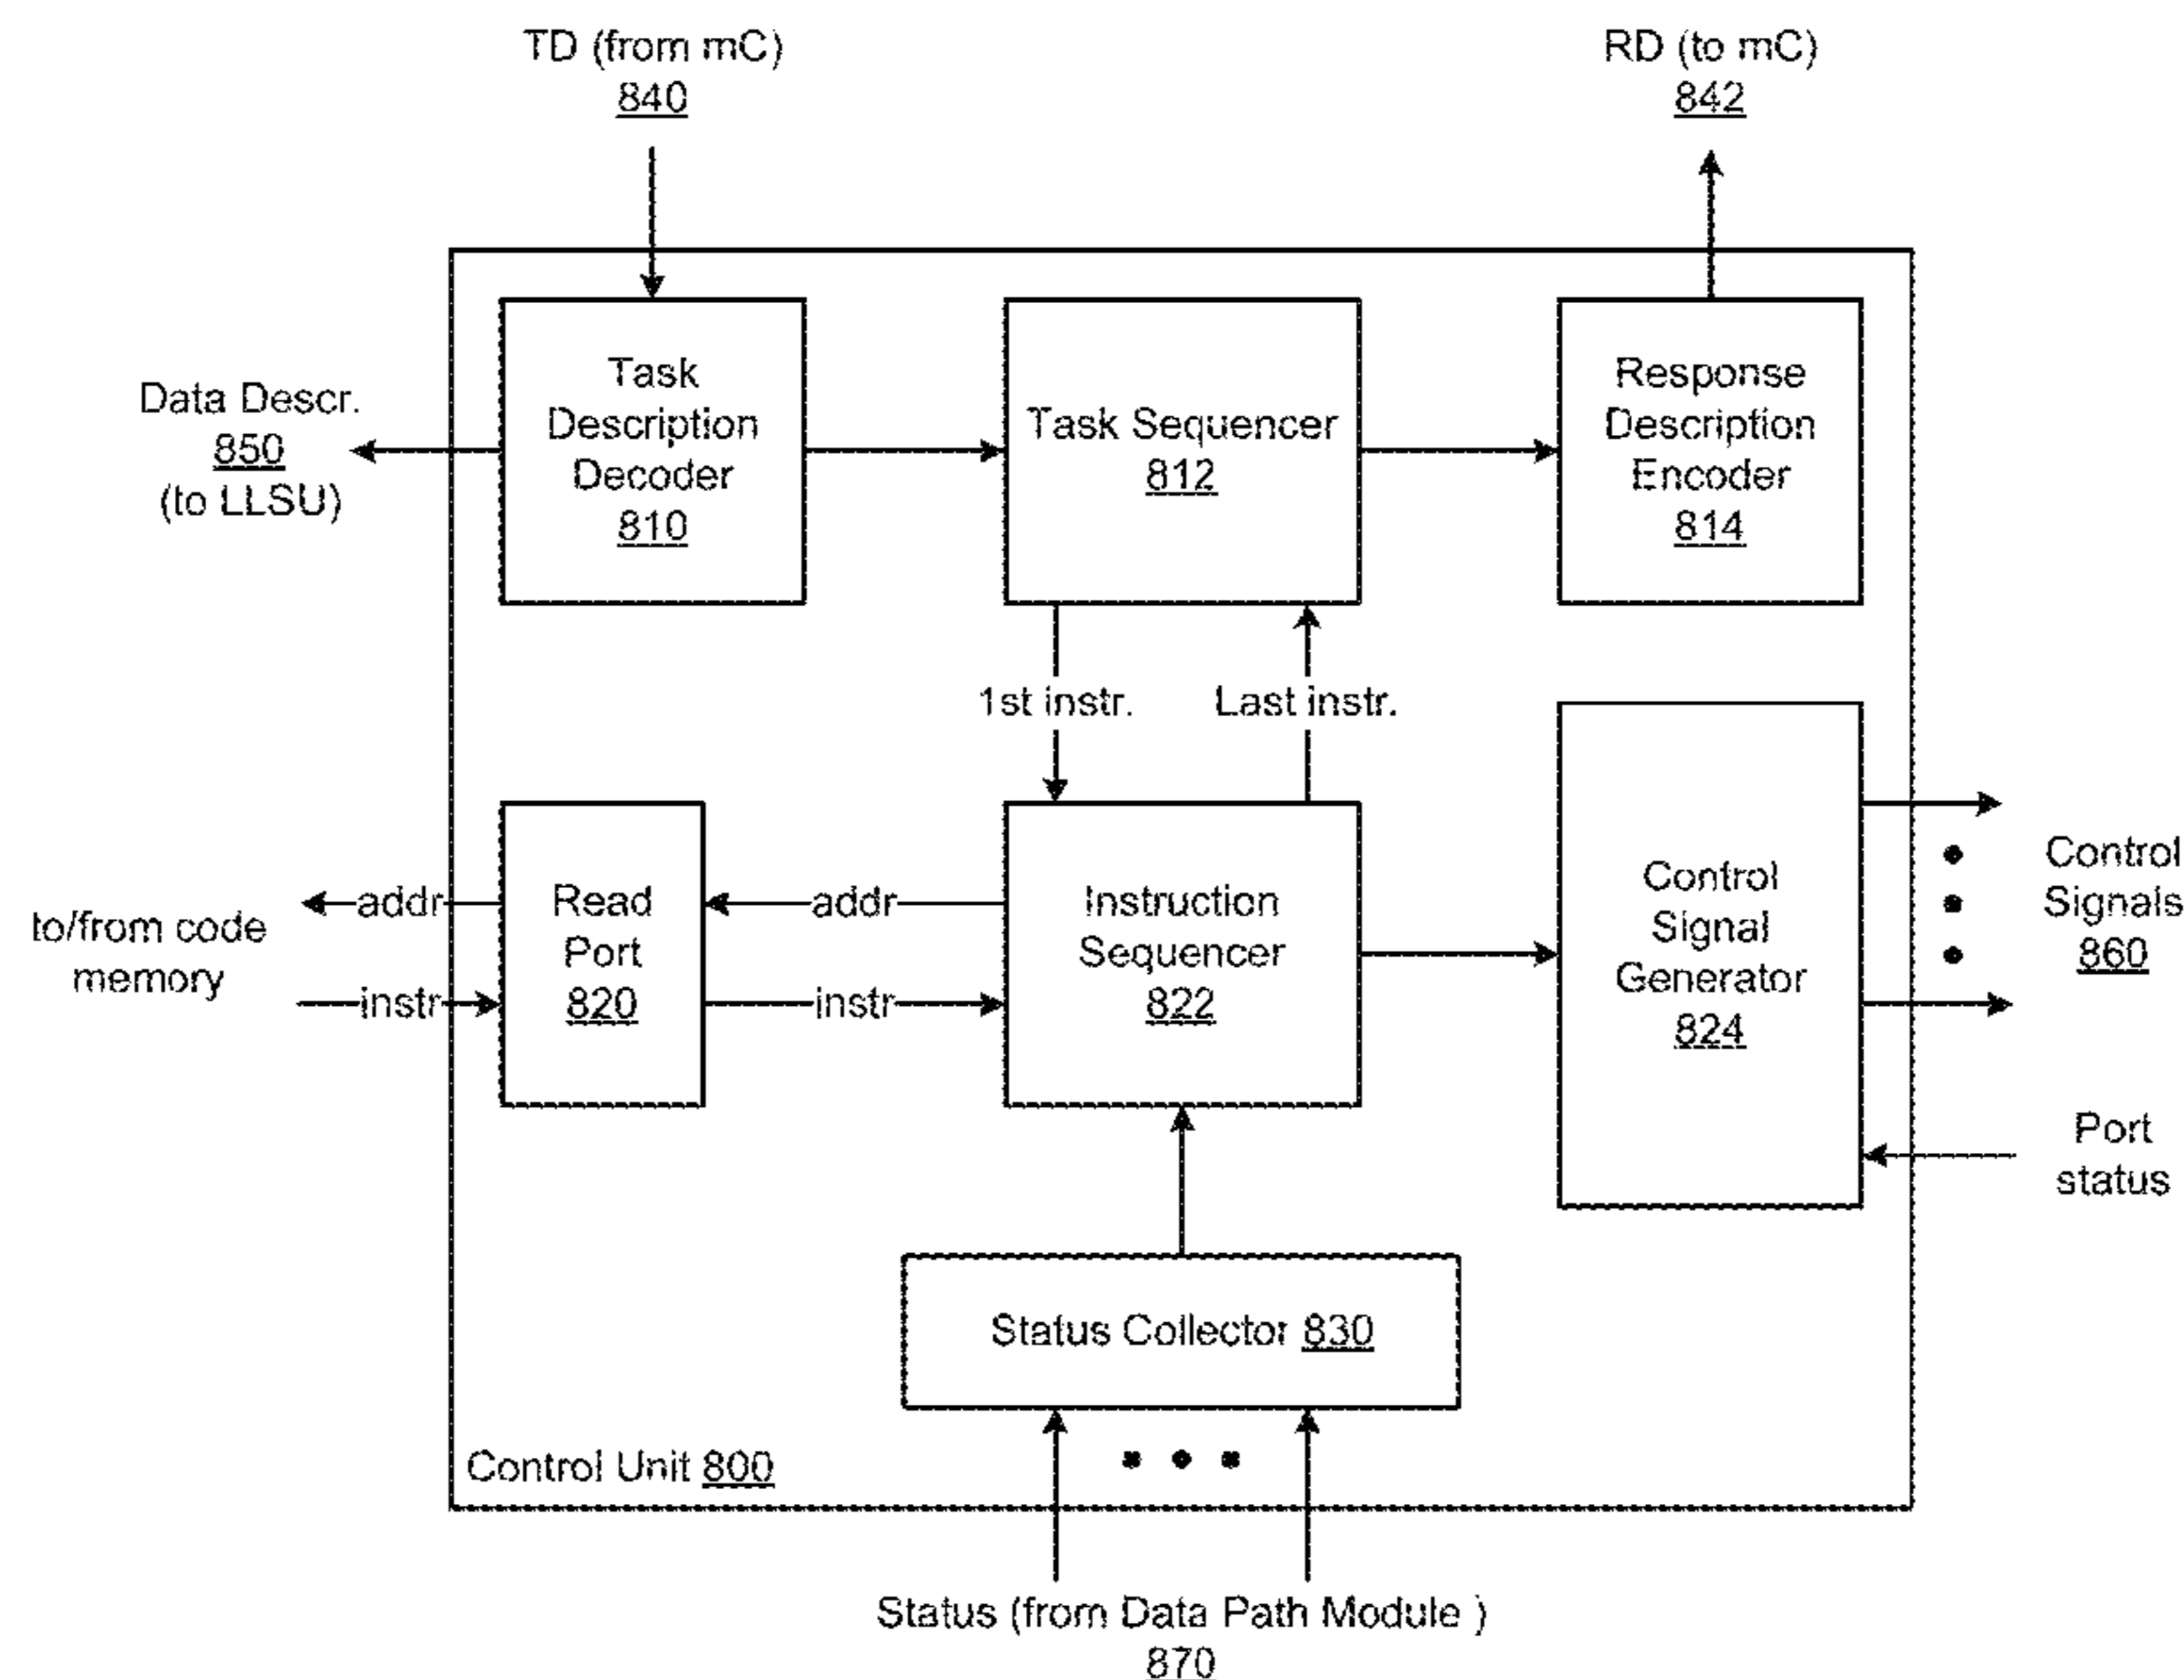 TD (from mC)
840
RD (to mC)
842
Data Descr.
850
(to LLSU)
Task
Description
Decoder
810
Task Sequencer
812
Response
Description
Encoder
814
1st instr.
Last instr.
to/from code
memory
addr
instr
Read
Port
820
addr
instr
Instruction
Sequencer
822
Control
Signal
Generator
824
Control
Signals
860
Port
status
Status Collector 830
Control Unit 800
Status (from Data Path Module )
870